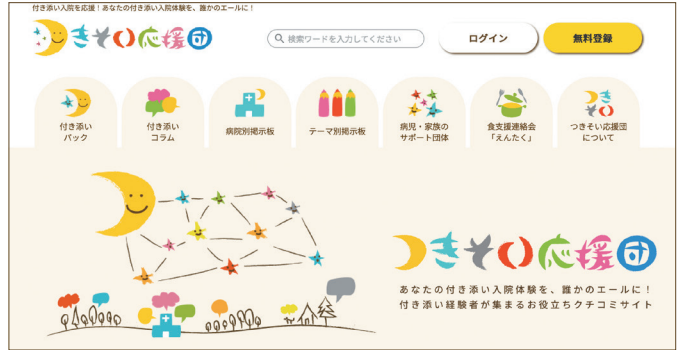 付き添い入院を応援！あなたの付き添い入院体験を、誰かのエールに！
つきそい応援団
検索ワードを入力してください
ログイン
無料登録
付き添い
パック
付き添い
コラム
病院別掲示板
テーマ別掲示板
病児・家族の
サポート団体
食支援連絡会
「えんたく」
つきそい応援団
について
つきそい応援団
あなたの付き添い入院体験を、誰かのエールに！
付き添い経験者が集まるお役立ちクチコミサイト